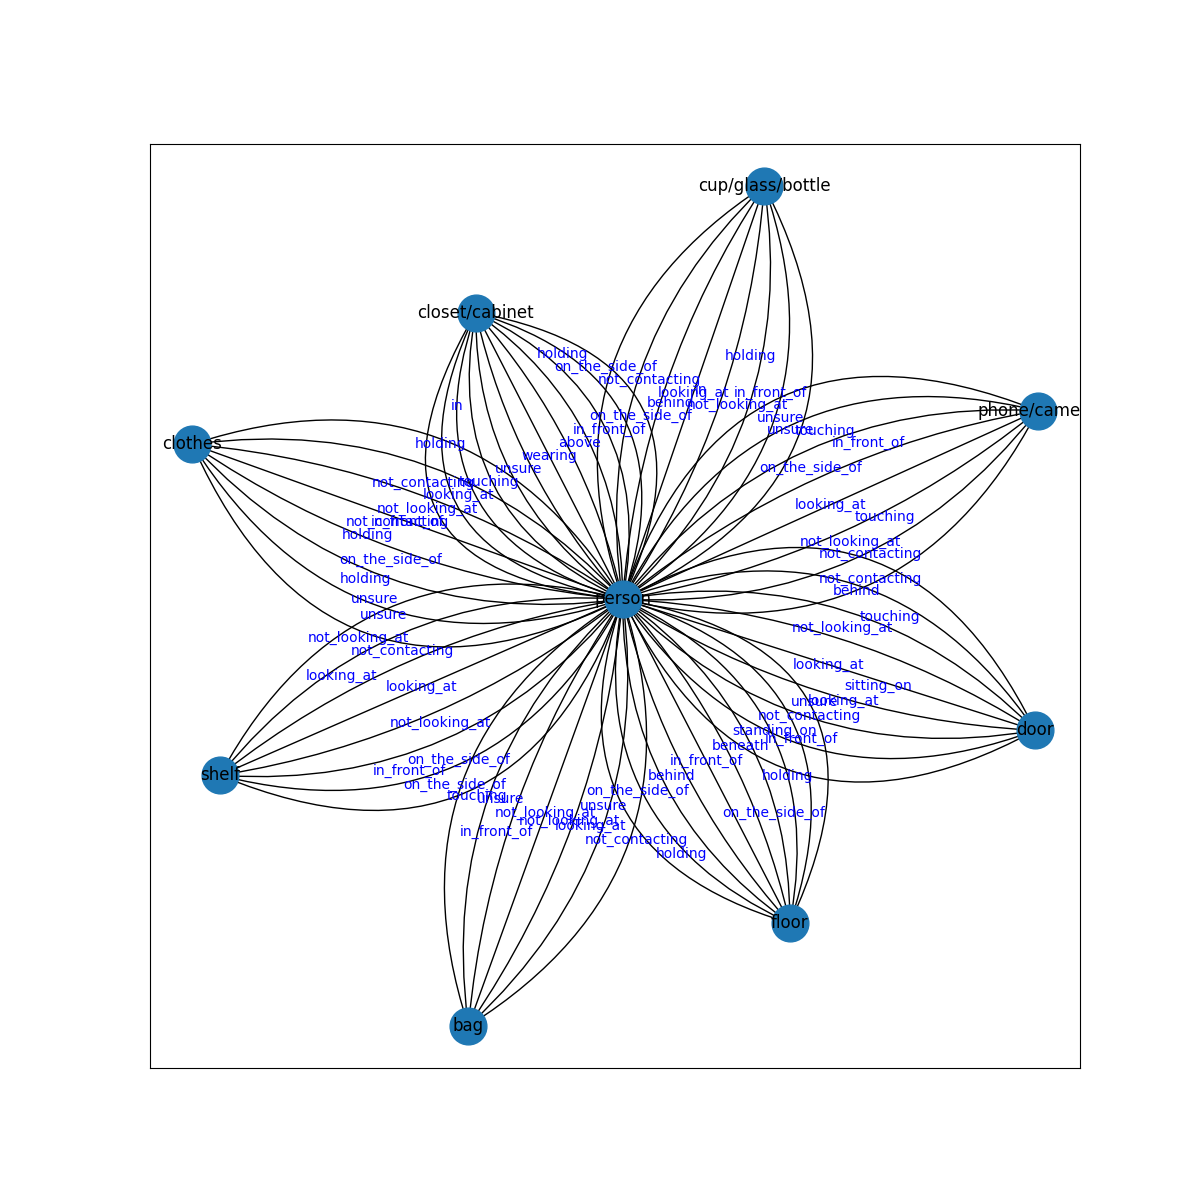 cup/glass/bottle
closet/cabinet
holding
on_the_side_of
holding
not_contacting
in
looking_at
in_front_of
behind
not_looking_at
in
phone/came
on_the_side_of
unsure
in_front_of
unsure
touching
above
in_front_of
holding
clothes
wearing
unsure
on_the_side_of
not_contacting
touching
looking_at
looking_at
not_looking_at
touching
not_contacting
in_front_of
holding
not_looking_at
not_contacting
on_the_side_of
holding
not_contacting
behind
unsure
person
unsure
touching
not_looking_at
not_looking_at
not_contacting
looking_at
looking_at
looking_at
sitting_on
unsure
looking_at
not_contacting
not_looking_at
standing_on
door
in_front_of
beneath
on_the_side_of
in_front_of
in_front_of
shelf
behind
holding
on_the_side_of
on_the_side_of
touching
unsure
unsure
not_looking_at
on_the_side_of
not_looking_at
looking_at
in_front_of
not_contacting
holding
floor
bag